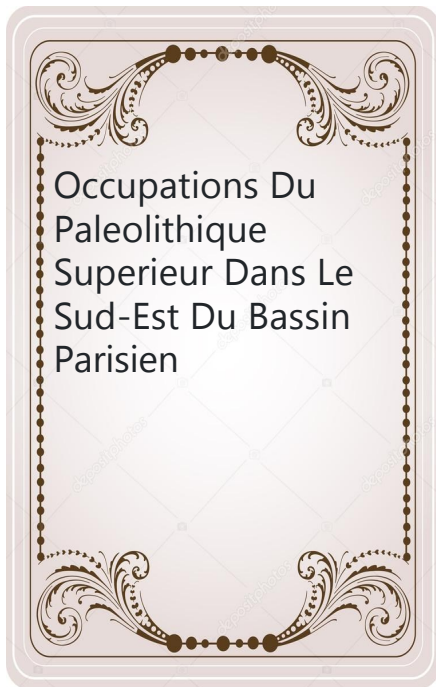 Occupations Du
Paleolithique
Superieur Dans Le
Sud-Est Du Bassin
Parisien